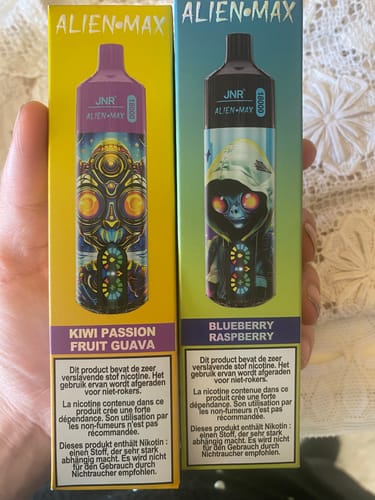 ALIEN•MAX
JNR®
18000
ALIEN•MAX
KIWI PASSION
FRUIT GUAVA
Dit product bevat de zeer
verslavende stof nicotine. Het
gebruik ervan wordt afgeraden
voor niet-rokers.
La nicotine contenue dans ce
produit crée une forte
dépendance. Son utilisation par
les non-fumeurs n'est pas
récommandée.
Dieses produkt enthält Nikotin :
einen Stoff, der sehr stark
abhängig macht. Es wird nicht
für den Gebrauch durch
Nichtraucher empfohlen.
ALIEN•MAX
JNR®
18000
ALIEN•MAX
BLUEBERRY
RASPBERRY
Dit product bevat de zeer
verslavende stof nicotine. Het
gebruik ervan wordt afgeraden
voor niet-rokers.
La nicotine contenue dans ce
produit crée une forte
dépendance. Son utilisation par
les non-fumeurs n'est pas
récommandée.
Dieses produkt enthält Nikotin :
einen Stoff, der sehr stark
abhängig macht. Es wird nicht
für den Gebrauch durch
Nichtraucher empfohlen.